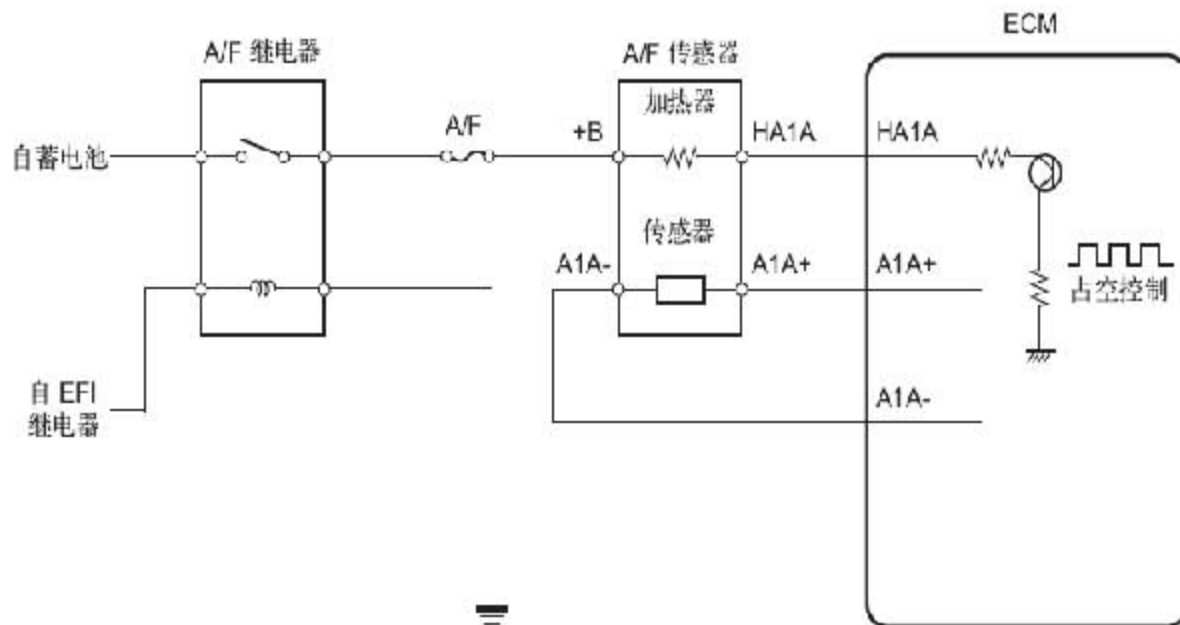 ECM
A/F 继电器
A/F 传感器
加热器
A/F
+B
HA1A
HA1A
自蓄电池
传感器
A1A-
A1A+
A1A+
占空控制
自 EFI
继电器
A1A-